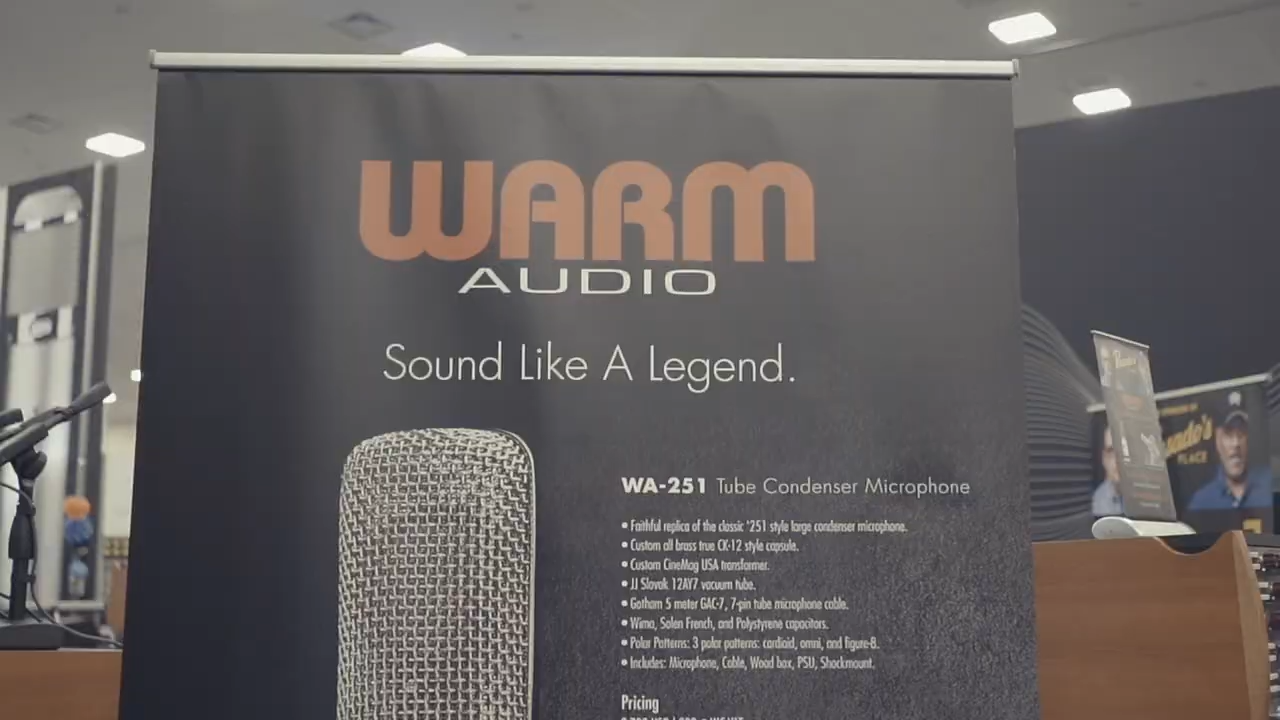 WARM
AUDIO
Sound Like A Legend.
WA-251 Tube Condenser Microphone
• Faithful replica of the classic '251 style large condenser microphone.
• Custom all brass true CK-12 style capsule.
• Custom CineMag USA transformer.
• JJ Slovak 12AY7 vacuum tube.
• Gotham 5 meter GAC-7, 7-pin tube microphone cable.
• Wima, Solen French, and Polystyrene capacitors.
• Polar Patterns: 3 polar patterns: cardioid, omni, and figure-8.
• Includes: Microphone, Cable, Wood box, PSU, Shockmount.
Pricing
PLACE